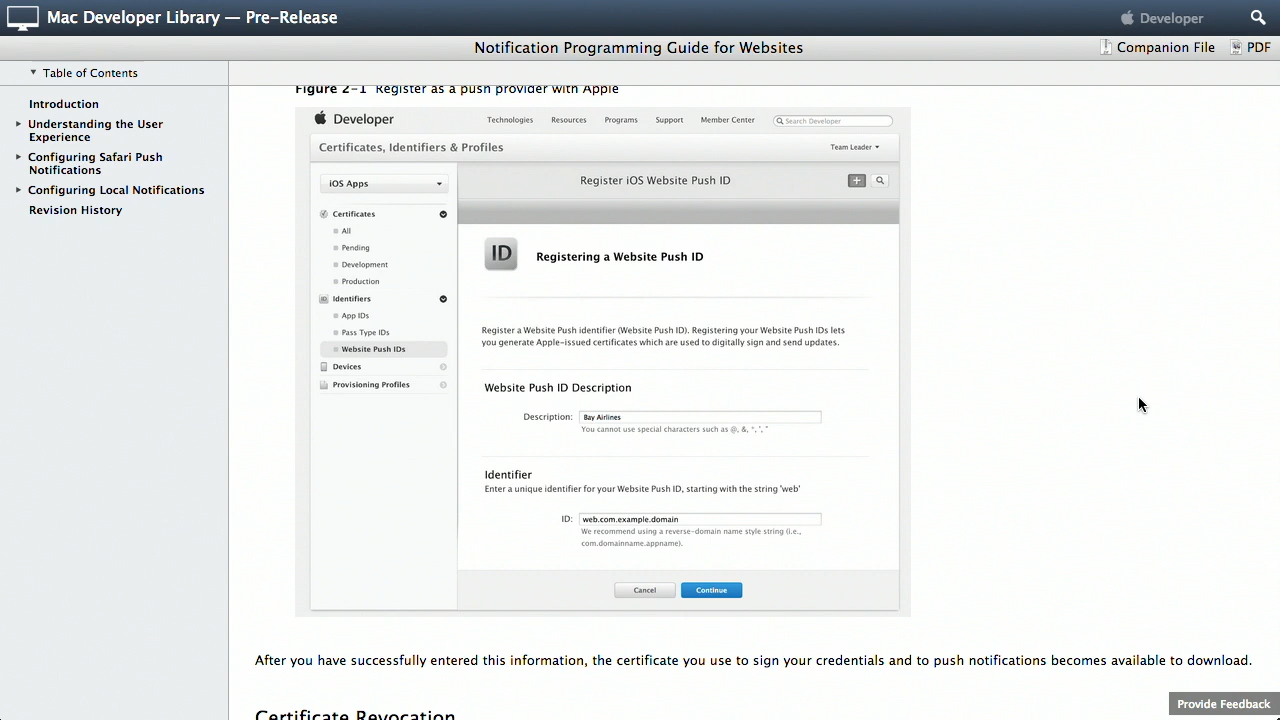 Mac Developer Library — Pre-Release
Developer
Notification Programming Guide for Websites
Companion File
PDF
Table of Contents
Introduction
Understanding the User
Experience
Configuring Safari Push
Notifications
Configuring Local Notifications
Revision History
Figure 2-1 Register as a push provider with Apple
Developer
Technologies
Resources
Programs
Support
Member Center
Search Developer
Certificates, Identifiers & Profiles
Team Leader
iOS Apps
Certificates
All
Pending
Development
Production
Identifiers
App IDs
Pass Type IDs
Website Push IDs
Devices
Provisioning Profiles
Register iOS Website Push ID
ID
Registering a Website Push ID
Register a Website Push identifier (Website Push ID). Registering your Website Push IDs lets
you generate Apple-issued certificates which are used to digitally sign and send updates.
Website Push ID Description
Description: Bay Airlines
You cannot use special characters such as @, &, *, ', "
Identifier
Enter a unique identifier for your Website Push ID, starting with the string 'web'
ID: web.com.example.domain
We recommend using a reverse-domain name style string (i.e.,
com.domainname.appname).
Cancel
Continue
After you have successfully entered this information, the certificate you use to sign your credentials and to push notifications becomes available to download.
Certificate Revocation
Provide Feedback